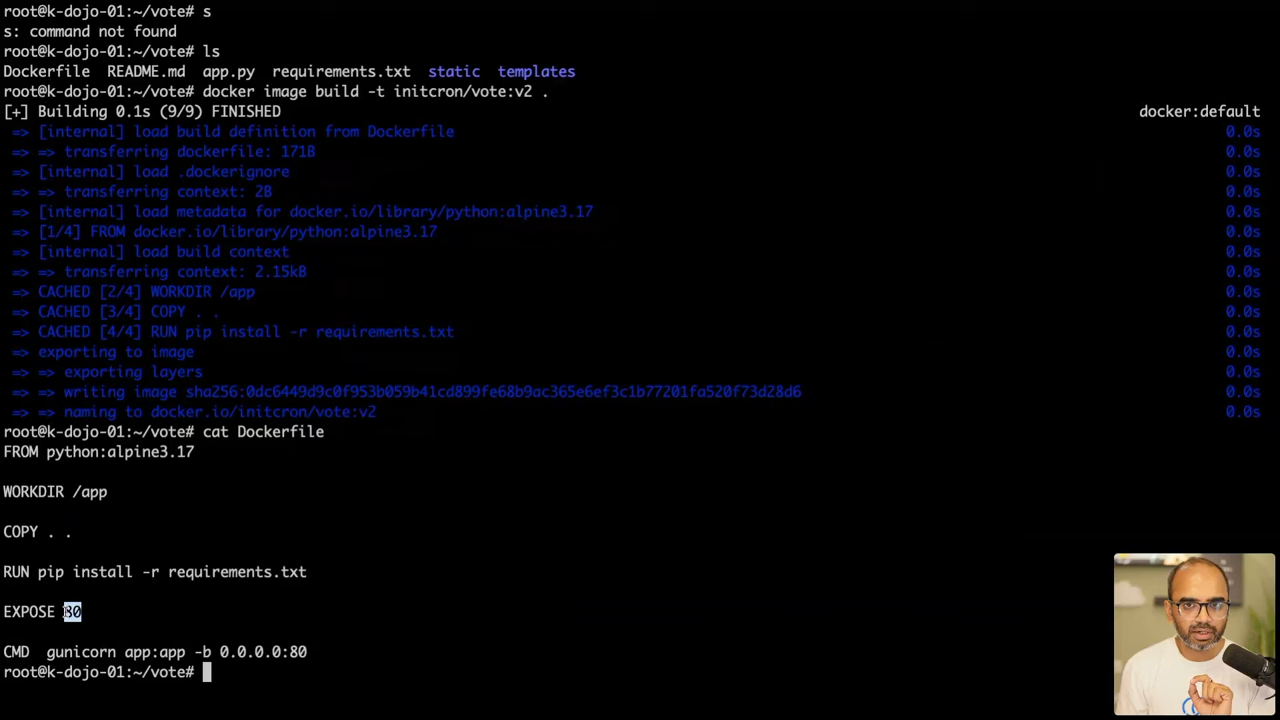 root@k-dojo-01:~/vote# s
s: command not found
root@k-dojo-01:~/vote# ls
Dockerfile  README.md  app.py  requirements.txt  static  templates
root@k-dojo-01:~/vote# docker image build -t initcron/vote:v2 .
[+] Building 0.1s (9/9) FINISHED docker:default
=> [internal] load build definition from Dockerfile 0.0s
=> => transferring dockerfile: 171B 0.0s
=> [internal] load .dockerignore 0.0s
=> => transferring context: 2B 0.0s
=> [internal] load metadata for docker.io/library/python:alpine3.17 0.0s
=> [1/4] FROM docker.io/library/python:alpine3.17 0.0s
=> [internal] load build context 0.0s
=> => transferring context: 2.15kB 0.0s
=> CACHED [2/4] WORKDIR /app 0.0s
=> CACHED [3/4] COPY . . 0.0s
=> CACHED [4/4] RUN pip install -r requirements.txt 0.0s
=> exporting to image 0.0s
=> => exporting layers 0.0s
=> => writing image sha256:0dc6449d9c0f953b059b41cd899fe68b9ac365e6ef3c1b77201fa520f73d28d6 0.0s
=> => naming to docker.io/initcron/vote:v2 0.0s
root@k-dojo-01:~/vote# cat Dockerfile
FROM python:alpine3.17
WORKDIR /app
COPY . .
RUN pip install -r requirements.txt
EXPOSE 80
CMD  gunicorn app:app -b 0.0.0.0:80
root@k-dojo-01:~/vote#